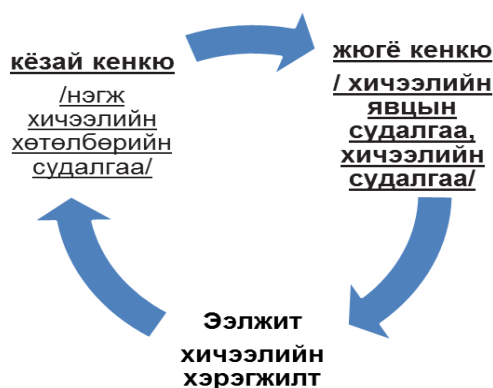 кёзай кенкю
/нэгж
хичээлийн
хөтөлбөрийн
судалгаа/
жюгё кенкю
/ хичээлийн
явцын
судалгаа,
хичээлийн
судалгаа/
Ээлжит
хичээлийн
хэрэгжилт